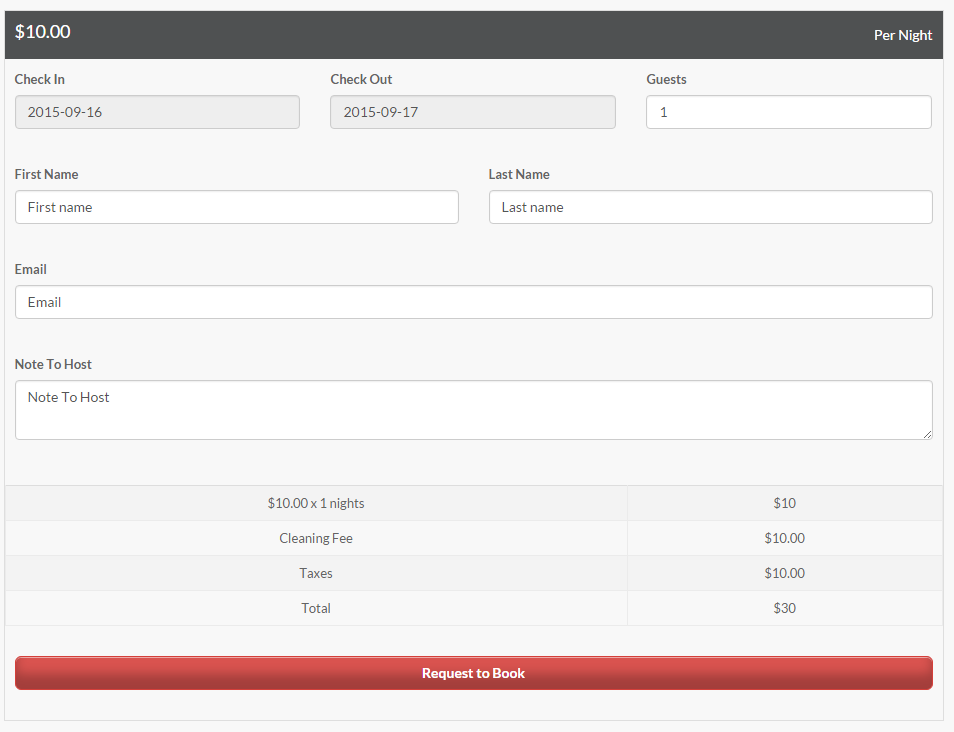 $10.00 Per Night
Check In Check Out Guests
2015-09-16 2015-09-17 1
First Name Last Name
First name Last name
Email
Email
Note To Host
Note To Host
$10.00 x 1 nights $10
Cleaning Fee $10.00
Taxes $10.00
Total $30
Request to Book